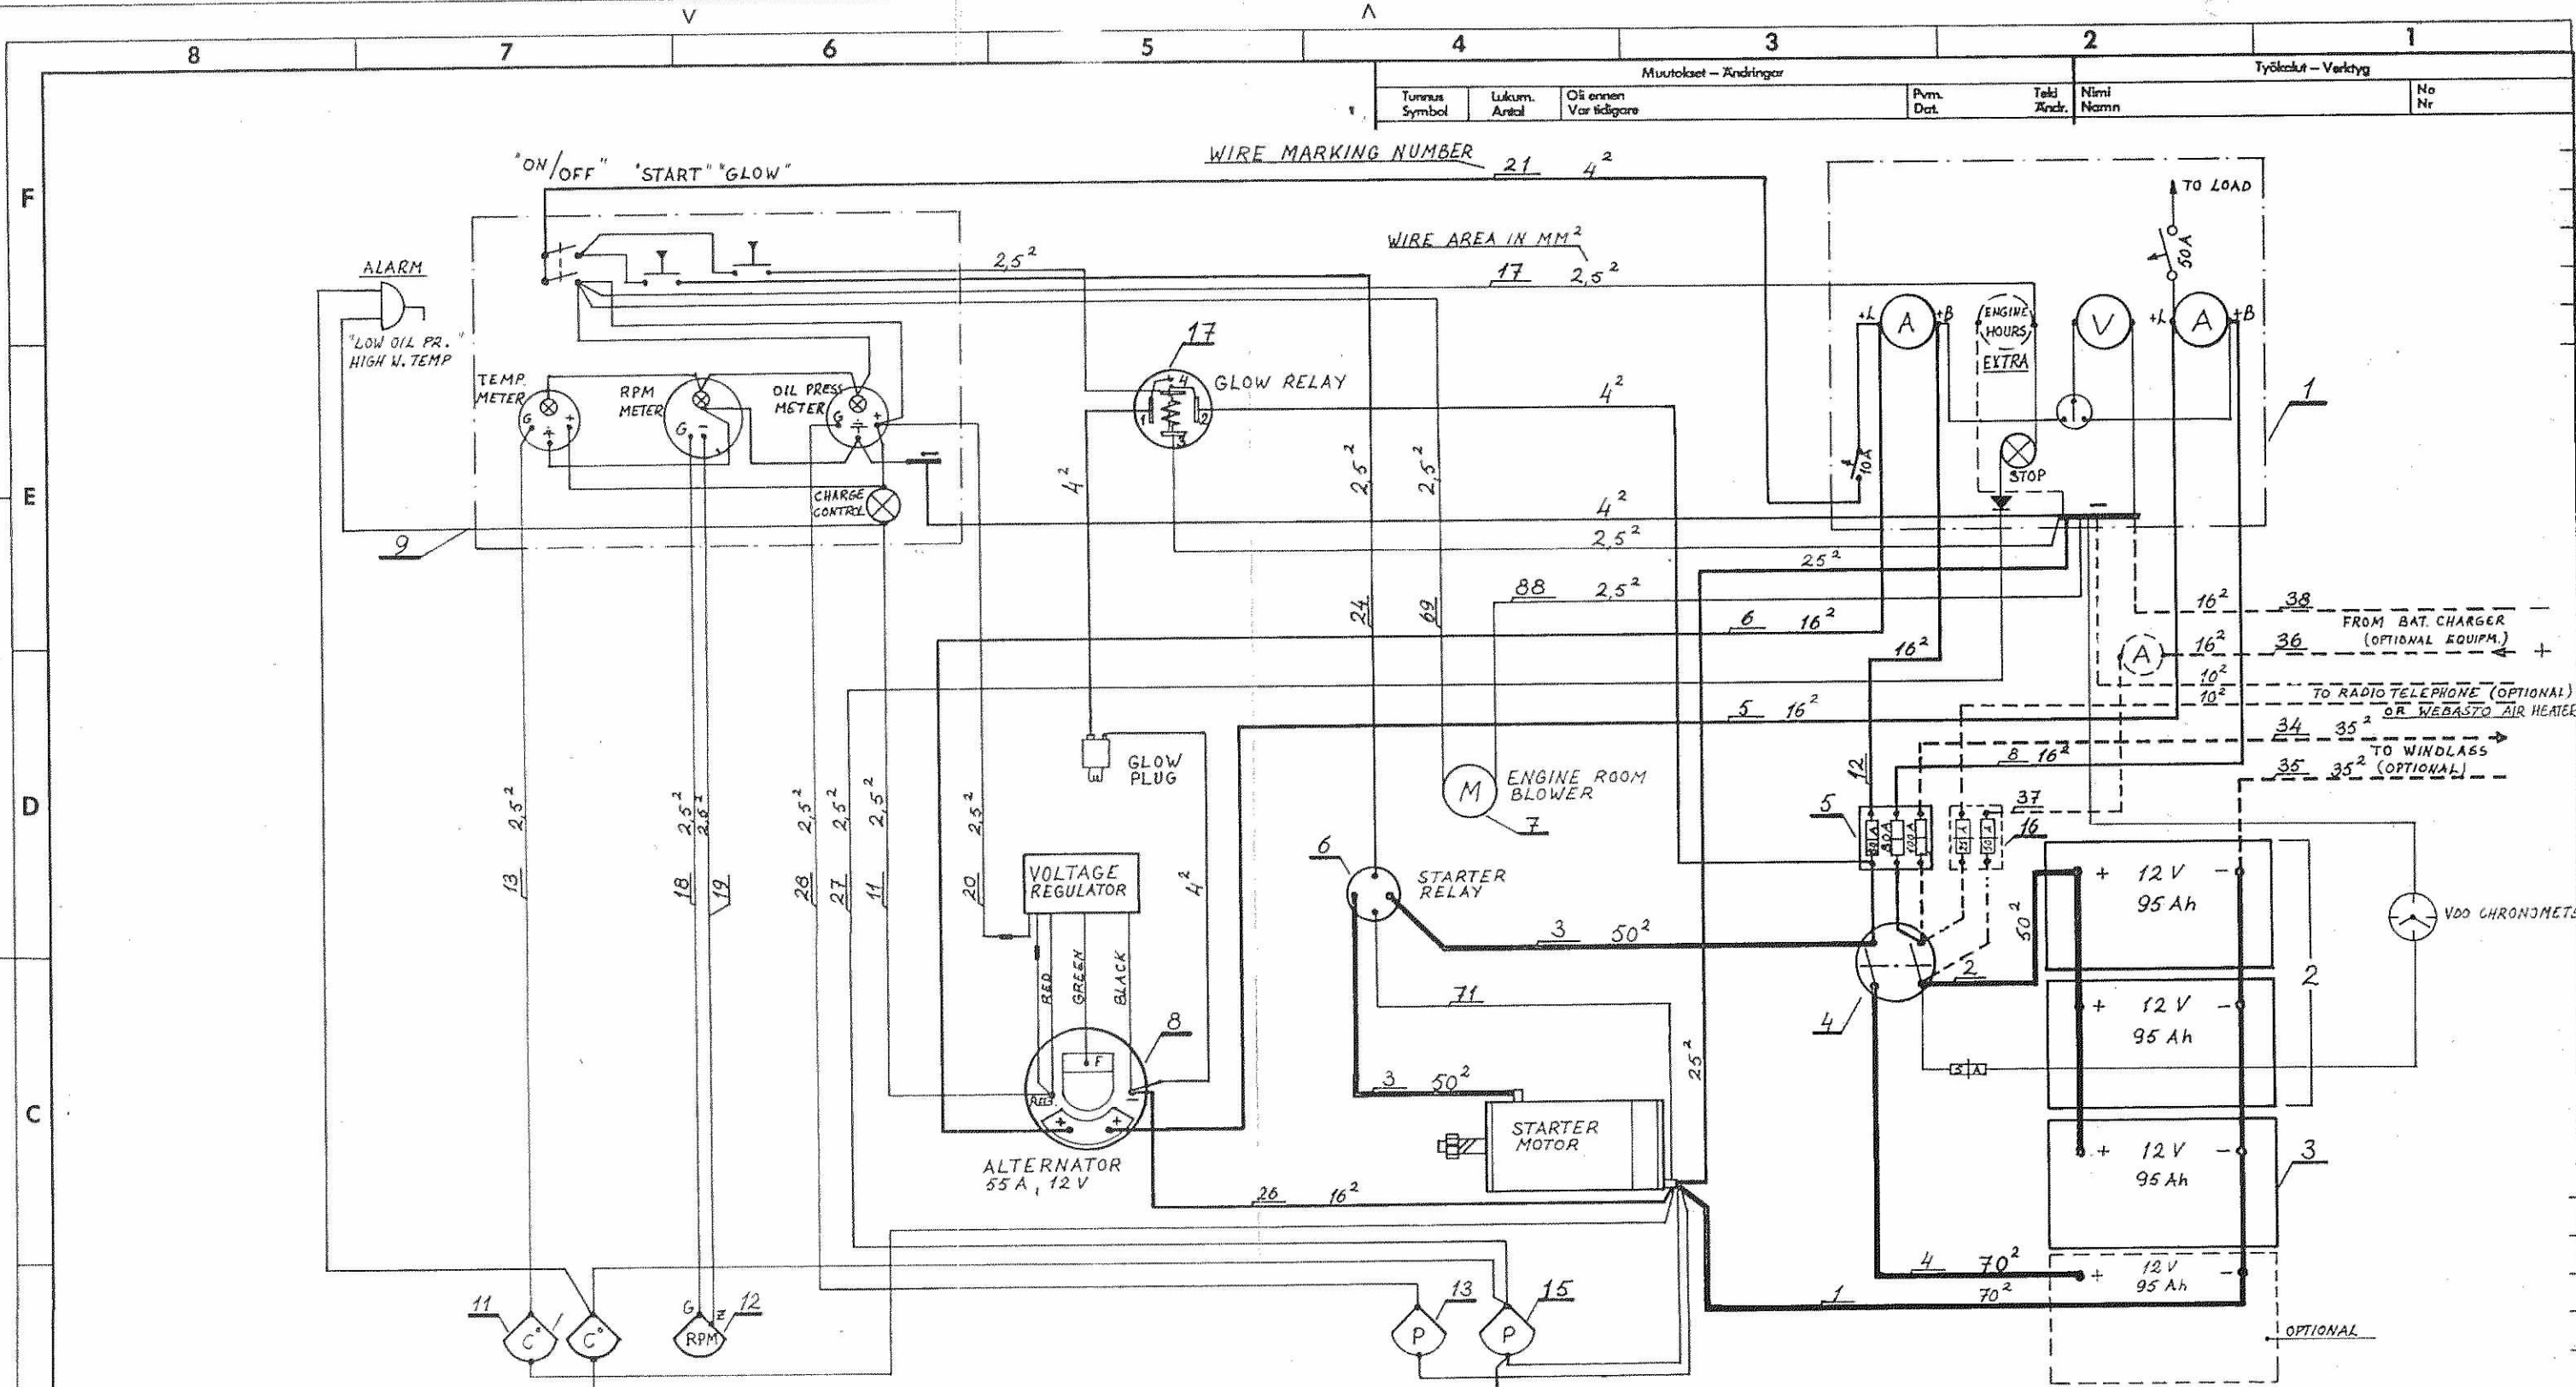 8 7 6 5 4 3 2 1
Muutokset – Ändringar
Työkalut – Verktyg
Tunnus
Symbol
Lukum.
Antal
Oli ennen
Var tidigare
Pvm.
Dat.
Teki
Ändr.
Nimi
Namn
No
Nr
F
E
D
C
"ON/OFF" "START" "GLOW"
WIRE MARKING NUMBER
21 4²
WIRE AREA IN MM²
17 2,5²
2,5²
TO LOAD
50A
ALARM
"LOW OIL PR."
HIGH W. TEMP
TEMP.
METER
G + 
RPM
METER
G -
OIL PRESS
METER
G +
CHARGE
CONTROL
9
17
GLOW RELAY
1 2 3 4
4²
+L A +B
ENGINE
HOURS
EXTRA
V
+L A +B
10A
STOP
1
4²
4²
2,5²
25²
88 2,5²
6 16²
16²
5 16²
2,5²
24
2,5²
69
16² 38 -
FROM BAT. CHARGER
(OPTIONAL EQUIPM.)
A 16² 36 +
10²
10²
TO RADIO TELEPHONE (OPTIONAL)
OR WEBASTO AIR HEATER
34 35²
TO WINDLASS
(OPTIONAL)
35 35²
8 16²
12
37
5
80A
100A
16
GLOW
PLUG
4²
M
ENGINE ROOM
BLOWER
7
2,5²
13
2,5²
18
2,5²
19
2,5²
28
2,5²
27
2,5²
11
2,5²
20
VOLTAGE
REGULATOR
RED
GREEN
BLACK
8
F
REG.
-
+ +
ALTERNATOR
55 A, 12 V
6
STARTER
RELAY
3 50²
71
3 50²
STARTER
MOTOR
25²
26 16²
4
2
50²
+ 12 V -
95 Ah
+ 12 V -
95 Ah
2
+ 12 V -
95 Ah
3
+ 12 V -
95 Ah
OPTIONAL
4 70²
1 70²
VDO CHRONOMETE
11
C°
C°
G Z
RPM
12
P
13
P
15